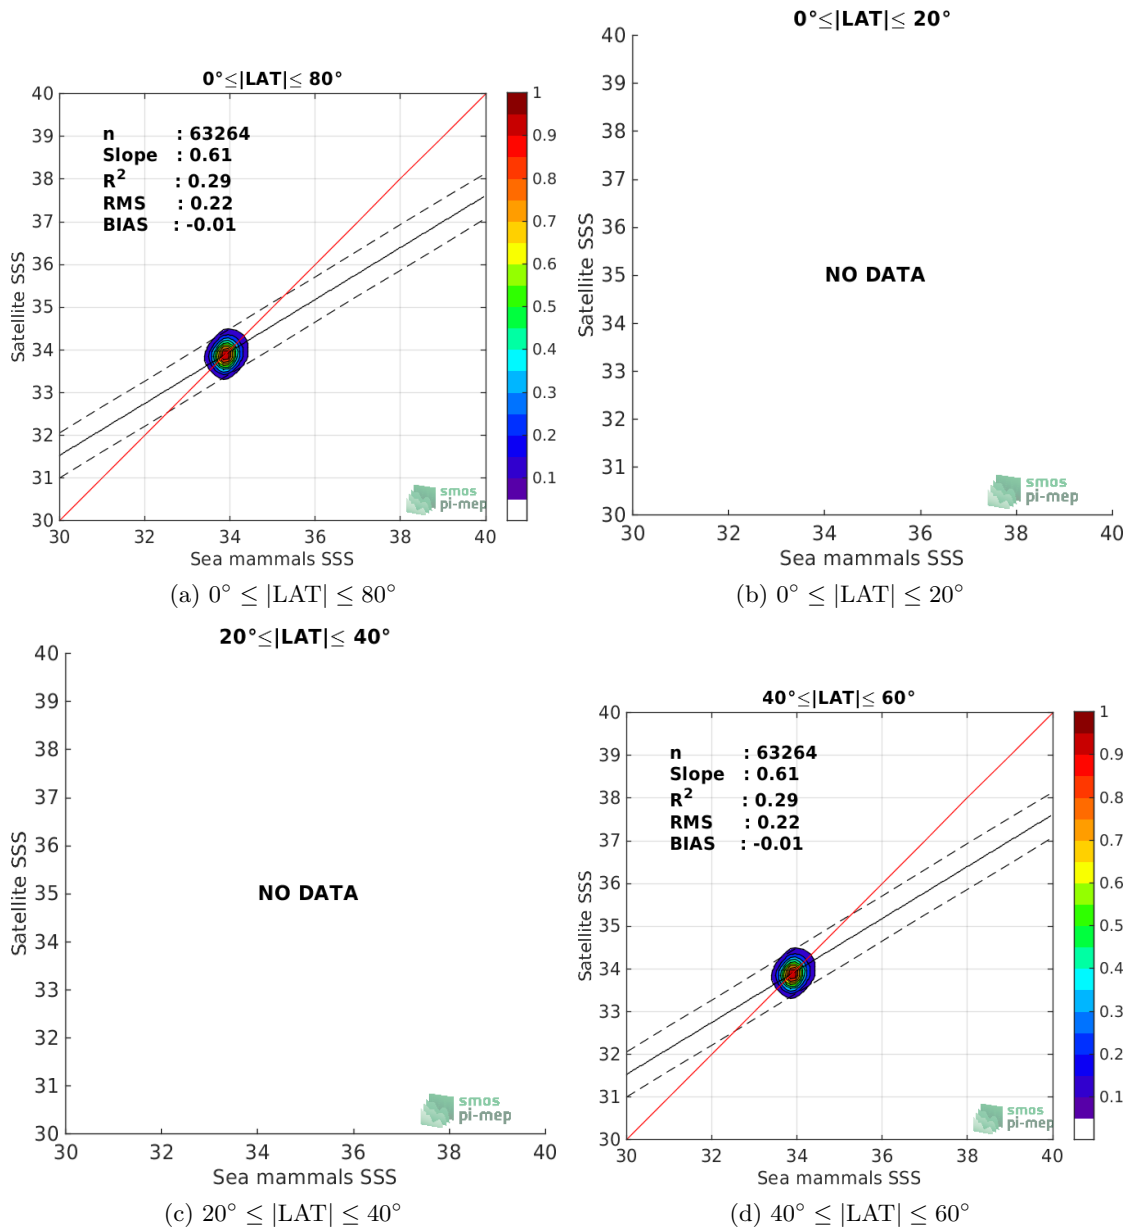 0°≤|LAT|≤ 80°
40
39
38
37
36
35
34
33
32
31
30
30 32 34 36 38 40
Satellite SSS
Sea mammals SSS
n : 63264
Slope : 0.61
R² : 0.29
RMS : 0.22
BIAS : -0.01
1
0.9
0.8
0.7
0.6
0.5
0.4
0.3
0.2
0.1
smos
pi-mep
(a) 0° ≤ |LAT| ≤ 80°
0°≤|LAT|≤ 20°
40
39
38
37
36
35
34
33
32
31
30
30 32 34 36 38 40
Satellite SSS
Sea mammals SSS
NO DATA
smos
pi-mep
(b) 0° ≤ |LAT| ≤ 20°
20°≤|LAT|≤ 40°
40
39
38
37
36
35
34
33
32
31
30
30 32 34 36 38 40
Satellite SSS
Sea mammals SSS
NO DATA
smos
pi-mep
(c) 20° ≤ |LAT| ≤ 40°
40°≤|LAT|≤ 60°
40
39
38
37
36
35
34
33
32
31
30
30 32 34 36 38 40
Satellite SSS
Sea mammals SSS
n : 63264
Slope : 0.61
R² : 0.29
RMS : 0.22
BIAS : -0.01
1
0.9
0.8
0.7
0.6
0.5
0.4
0.3
0.2
0.1
smos
pi-mep
(d) 40° ≤ |LAT| ≤ 60°